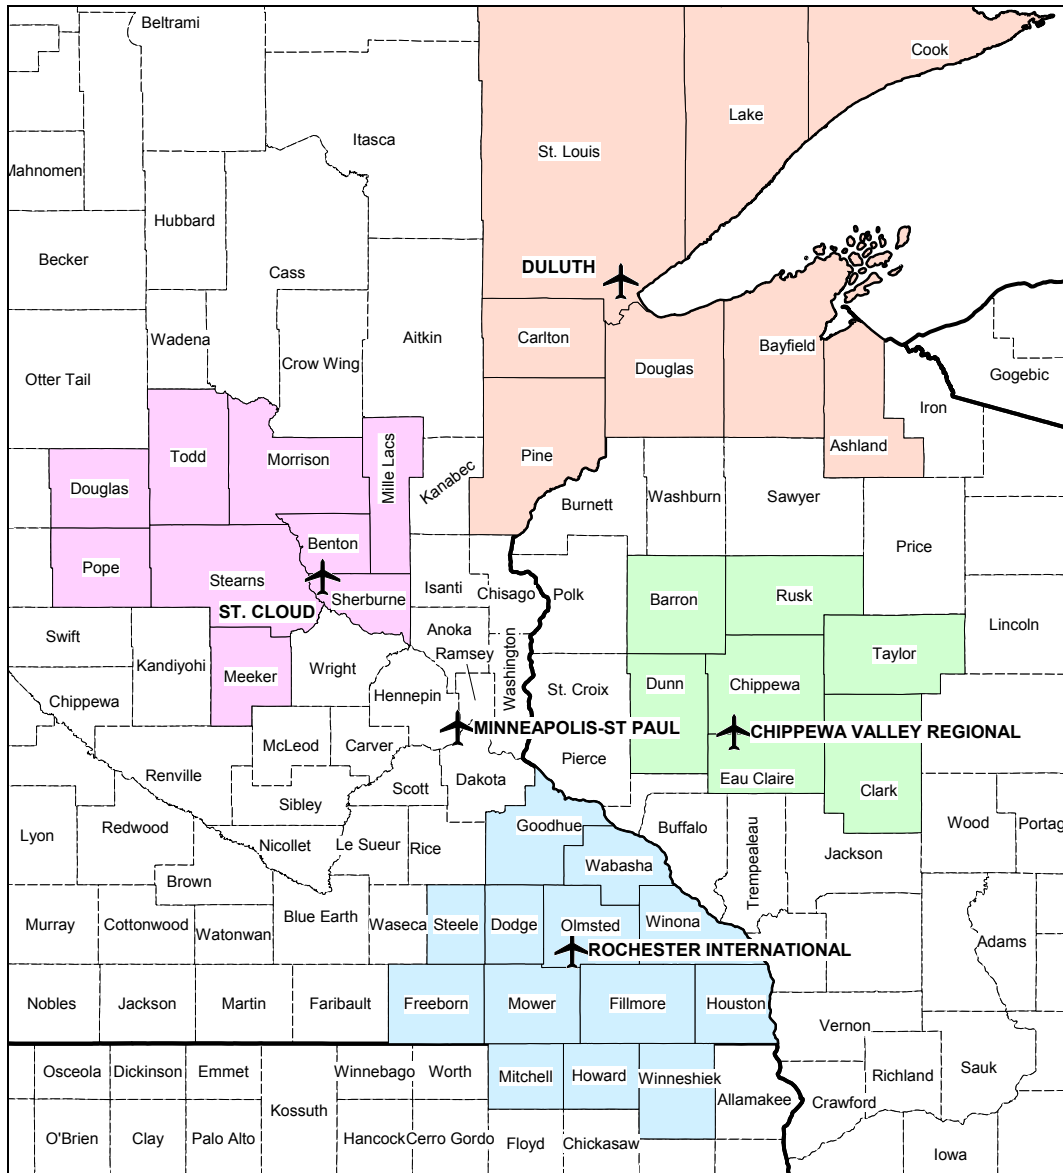 Beltrami
Cook
Lake
Itasca
St. Louis
Mahnomen
Hubbard
Becker
Cass
DULUTH
Wadena
Aitkin
Carlton
Bayfield
Crow Wing
Douglas
Gogebic
Otter Tail
Iron
Ashland
Todd
Morrison
Mille Lacs
Pine
Kanabec
Washburn
Sawyer
Douglas
Burnett
Benton
Price
Pope
Stearns
Isanti
Chisago
Polk
Barron
Rusk
Sherburne
ST. CLOUD
Lincoln
Swift
Anoka
Ramsey
Washington
Taylor
Kandiyohi
Wright
Meeker
Hennepin
St. Croix
Dunn
Chippewa
Chippewa
MINNEAPOLIS-ST PAUL
CHIPPEWA VALLEY REGIONAL
McLeod
Carver
Pierce
Renville
Dakota
Eau Claire
Scott
Clark
Sibley
Goodhue
Wood
Portag
Redwood
Lyon
Buffalo
Nicollet
Le Sueur
Rice
Trempealeau
Jackson
Wabasha
Brown
Blue Earth
Murray
Cottonwood
Waseca
Steele
Dodge
Olmsted
Winona
Watonwan
Adams
ROCHESTER INTERNATIONAL
Nobles
Jackson
Martin
Faribault
Freeborn
Mower
Fillmore
Houston
Vernon
Sauk
Osceola
Dickinson
Emmet
Winnebago
Worth
Mitchell
Howard
Winneshiek
Richland
Allamakee
Crawford
Kossuth
O'Brien
Clay
Palo Alto
Hancock
Cerro Gordo
Floyd
Chickasaw
Iowa